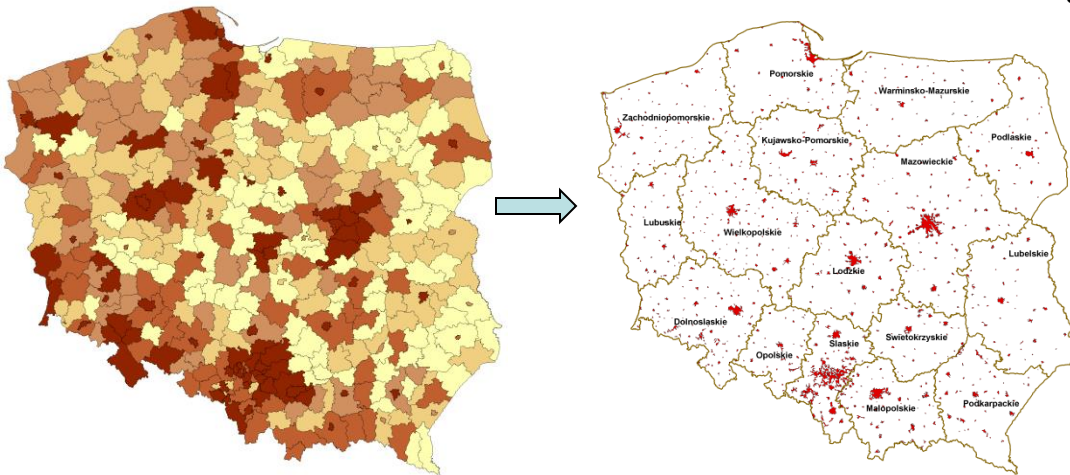 Pomorskie
Warminsko-Mazurskie
Zachodniopomorskie
Podlaskie
Kujawsko-Pomorskie
Mazowieckie
Lubuskie
Wielkopolskie
Lubelskie
Lodzkie
Dolnoslaskie
Swietokrzyskie
Slaskie
Opolskie
Podkarpackie
Malopolskie